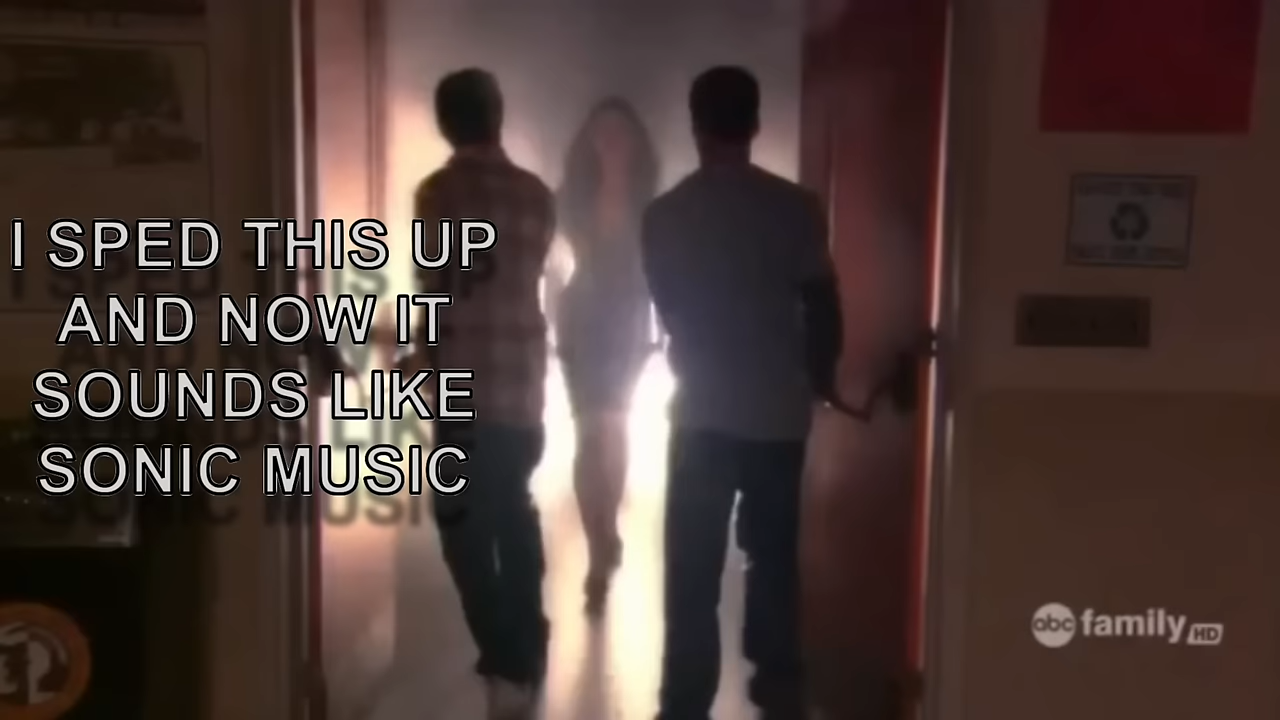 I SPED THIS UP
AND NOW IT
SOUNDS LIKE
SONIC MUSIC
abc family HD